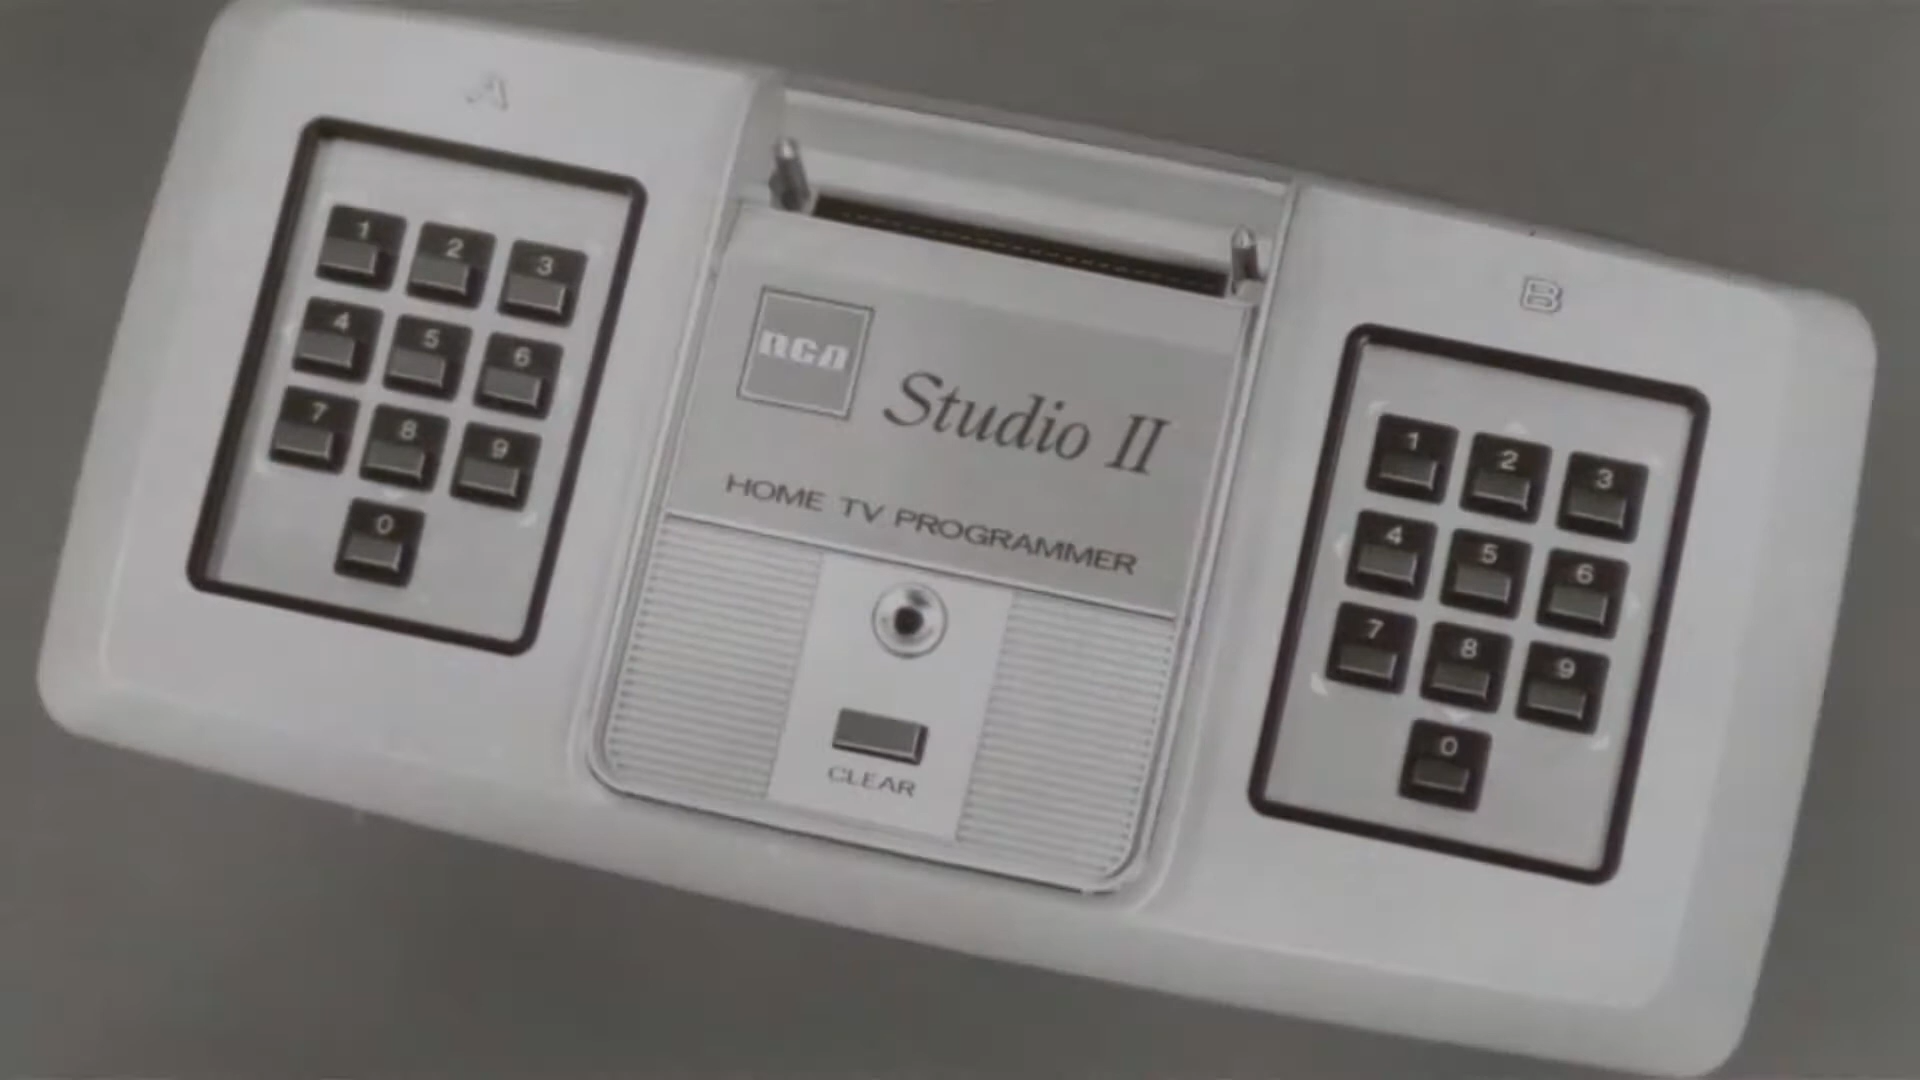 A
1 2 3
4 5 6
7 8 9
0
RCA
Studio II
HOME TV PROGRAMMER
CLEAR
B
1 2 3
4 5 6
7 8 9
0